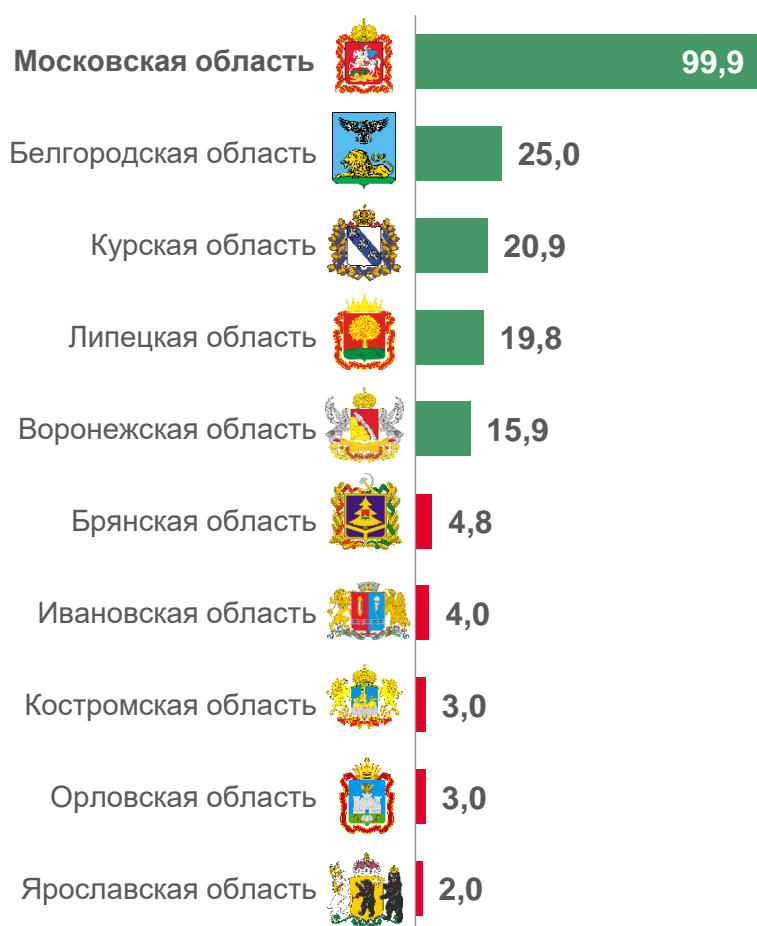 Московская область 99,9
Белгородская область 25,0
Курская область 20,9
Липецкая область 19,8
Воронежская область 15,9
Брянская область 4,8
Ивановская область 4,0
Костромская область 3,0
Орловская область 3,0
Ярославская область 2,0